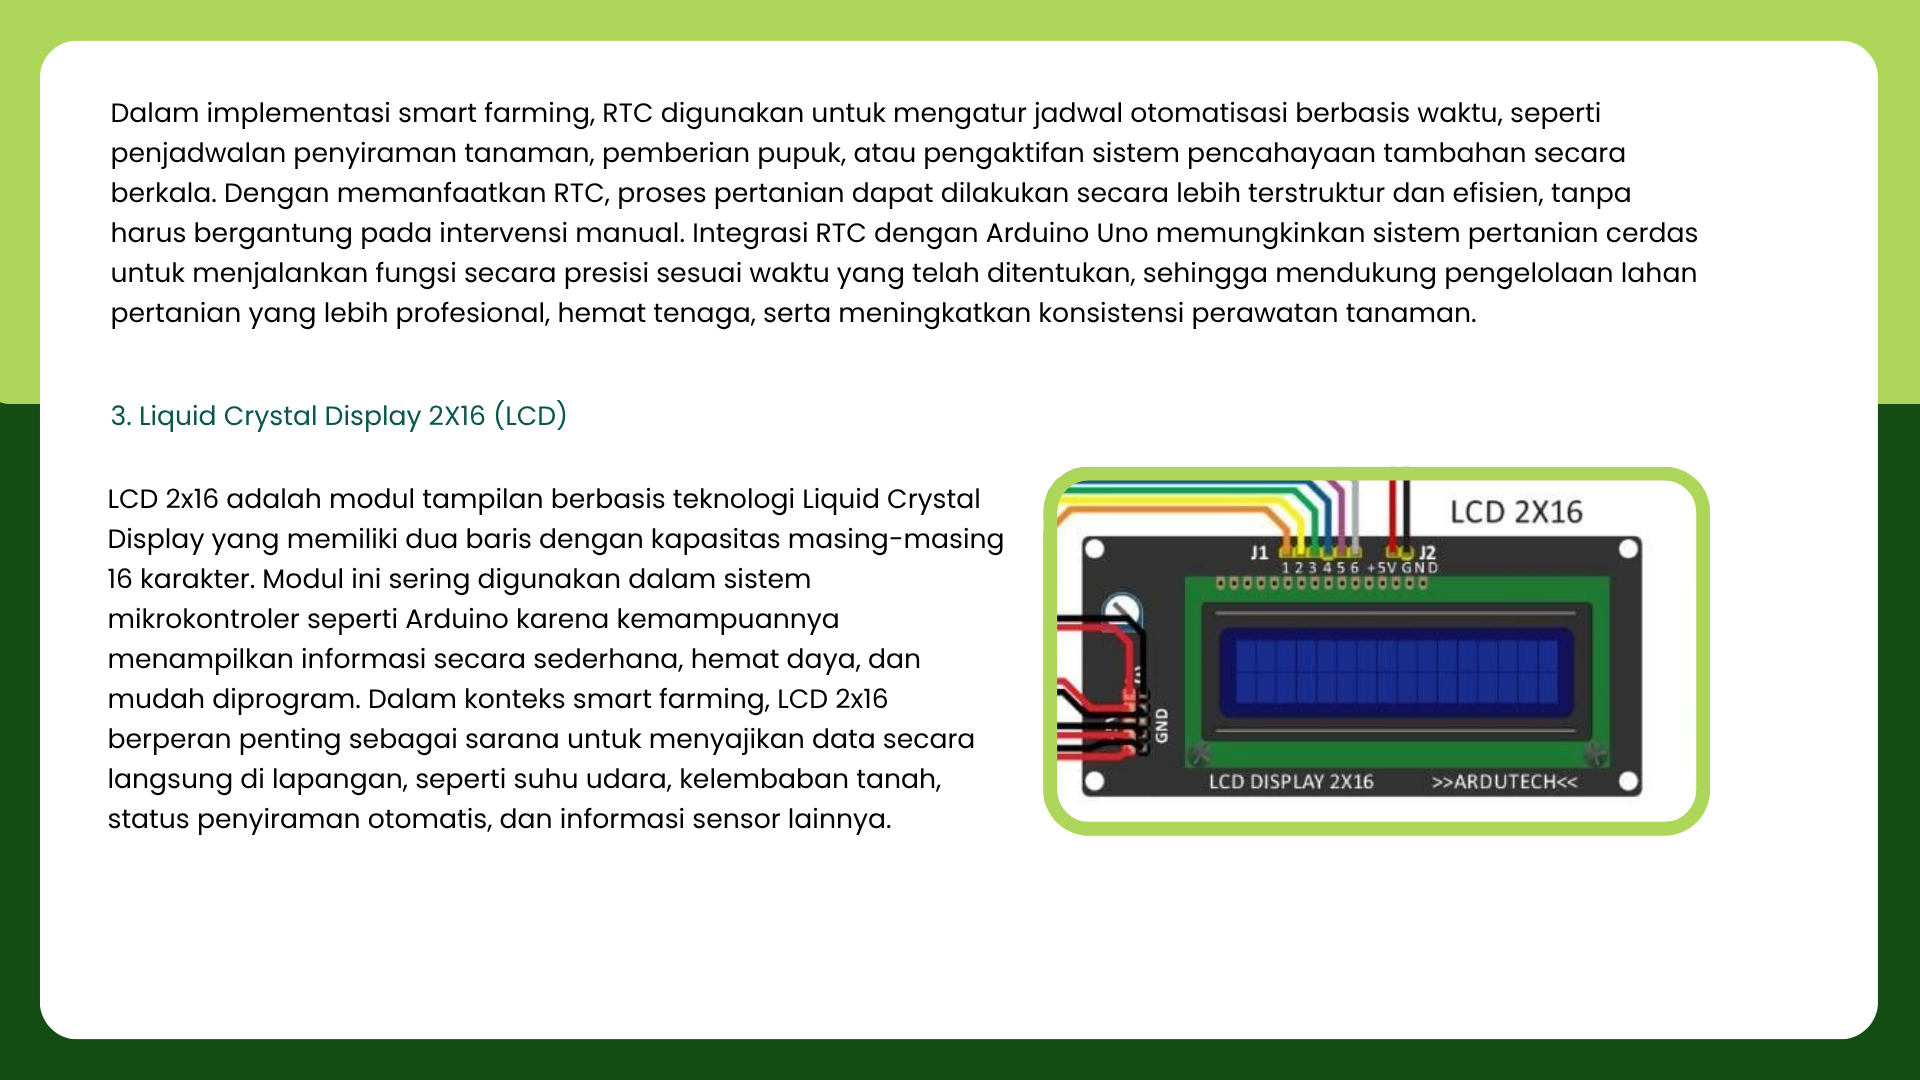 Dalam implementasi smart farming, RTC digunakan untuk mengatur jadwal otomatisasi berbasis waktu, seperti
penjadwalan penyiraman tanaman, pemberian pupuk, atau pengaktifan sistem pencahayaan tambahan secara
berkala. Dengan memanfaatkan RTC, proses pertanian dapat dilakukan secara lebih terstruktur dan efisien, tanpa
harus bergantung pada intervensi manual. Integrasi RTC dengan Arduino Uno memungkinkan sistem pertanian cerdas
untuk menjalankan fungsi secara presisi sesuai waktu yang telah ditentukan, sehingga mendukung pengelolaan lahan
pertanian yang lebih profesional, hemat tenaga, serta meningkatkan konsistensi perawatan tanaman.
3. Liquid Crystal Display 2X16 (LCD)
LCD 2x16 adalah modul tampilan berbasis teknologi Liquid Crystal
Display yang memiliki dua baris dengan kapasitas masing-masing
16 karakter. Modul ini sering digunakan dalam sistem
mikrokontroler seperti Arduino karena kemampuannya
menampilkan informasi secara sederhana, hemat daya, dan
mudah diprogram. Dalam konteks smart farming, LCD 2x16
berperan penting sebagai sarana untuk menyajikan data secara
langsung di lapangan, seperti suhu udara, kelembaban tanah,
status penyiraman otomatis, dan informasi sensor lainnya.
LCD 2X16
J1 J2
1 2 3 4 5 6 +5V GND
GND
LCD DISPLAY 2X16 >>ARDUTECH<<